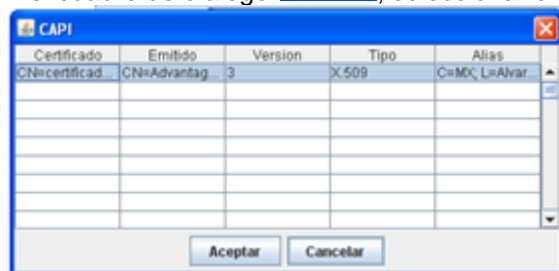 CAPI
Certificado Emitido Version Tipo Alias
CN=certificad... CN=Advantag... 3 X.509 C=MX; L=Alvar...
Aceptar Cancelar